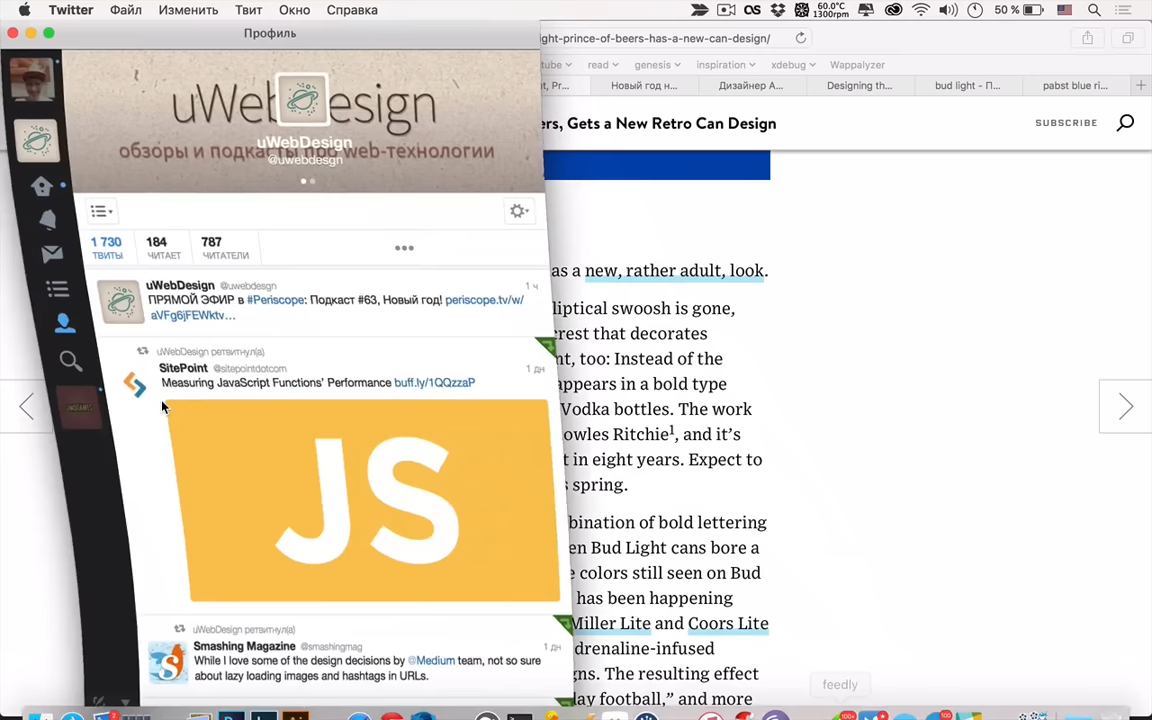 Twitter Файл Изменить Твит Окно Справка
60.0°C
1300rpm
50 %
Профиль
ight-prince-of-beers-has-a-new-can-design/
tube read genesis inspiration xdebug Wappalyzer
t, Pr... Новый год н... Дизайнер А... Designing th... bud light - П... pabst blue ri...
ers, Gets a New Retro Can Design
SUBSCRIBE
uWebDesign
обзоры и подкасты про web-технологии
uWebDesign
@uwebdesgn
1 730
ТВИТЫ
184
ЧИТАЕТ
787
ЧИТАТЕЛИ
uWebDesign @uwebdesgn 1 ч
ПРЯМОЙ ЭФИР в #Periscope: Подкаст #63, Новый год! periscope.tv/w/
aVFg6jFEWktv...
uWebDesign ретвитнул(а)
SitePoint @sitepointdotcom 1 дн
Measuring JavaScript Functions' Performance buff.ly/1QQzzaP
JS
uWebDesign ретвитнул(а)
Smashing Magazine @smashingmag 1 дн
While I love some of the design decisions by @Medium team, not so sure
about lazy loading images and hashtags in URLs.
as a new, rather adult, look.
liptical swoosh is gone,
crest that decorates
nt, too: Instead of the
appears in a bold type
Vodka bottles. The work
owles Ritchie¹, and it's
t in eight years. Expect to
s spring.
bination of bold lettering
en Bud Light cans bore a
e colors still seen on Bud
has been happening
Miller Lite and Coors Lite
drenaline-infused
gns. The resulting effect
lay football," and more
feedly